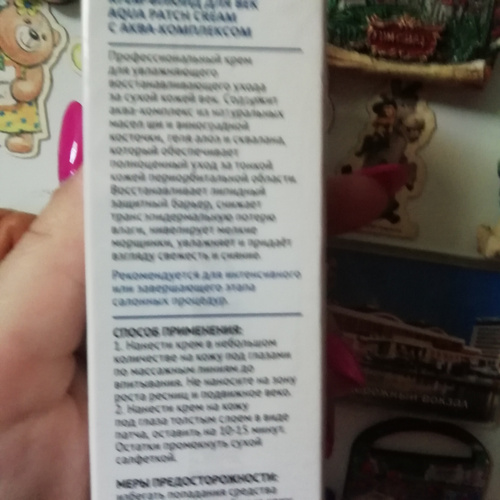 КРЕМ-ФЛЮИД ДЛЯ ВЕК
AQUA PATCH CREAM
С АКВА-КОМПЛЕКСОМ
Профессиональный крем
для увлажняющего
восстанавливающего ухода
за сухой кожей век. Содержит
аква-комплекс из натуральных
масел ши и виноградной
косточки, геля алоэ и сквалана,
который обеспечивает
полноценный уход за тонкой
кожей периорбитальной области.
Восстанавливает липидный
защитный барьер, снижает
трансэпидермальную потерю
влаги, нивелирует мелкие
морщинки, увлажняет и придаёт
взгляду свежесть и сияние.
Рекомендуется для интенсивного
или завершающего этапа
салонных процедур.
СПОСОБ ПРИМЕНЕНИЯ:
1. Нанести крем в небольшом
количестве на кожу под глазами
по массажным линиям до
впитывания. Не наносите на зону
роста ресниц и подвижное веко.
2. Нанести крем на кожу
под глаза толстым слоем в виде
патча, оставить на 10-15 минут.
Остатки промокнуть сухой
салфеткой.
МЕРЫ ПРЕДОСТОРОЖНОСТИ:
избегать попадания средства
ВОКЗАЛ